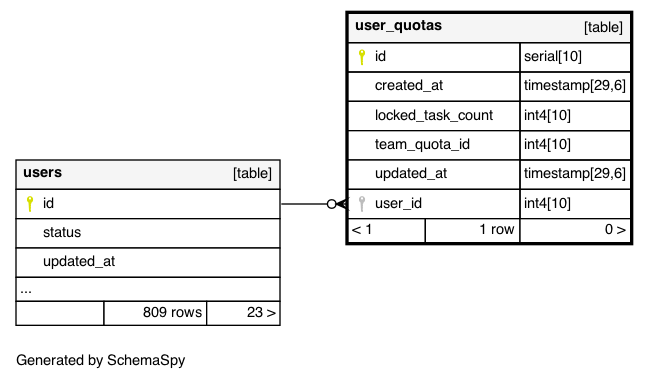 user_quotas [table]
id serial[10]
created_at timestamp[29,6]
locked_task_count int4[10]
team_quota_id int4[10]
updated_at timestamp[29,6]
user_id int4[10]
< 1 1 row 0 >
users [table]
id
status
updated_at
...
809 rows 23 >
Generated by SchemaSpy